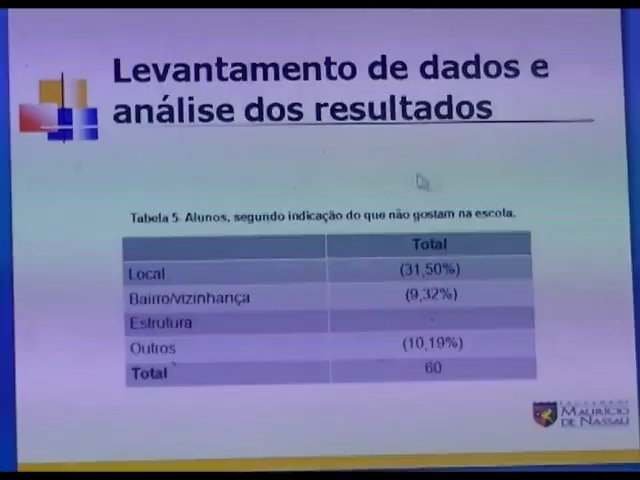 Levantamento de dados e
análise dos resultados
Tabela 5- Alunos, segundo indicação do que não gostam na escola.
Total
Local (31,50%)
Bairro/vizinhança (9,32%)
Estrutura -
Outros (10,19%)
Total 60
MAURÍCIO
DE NASSAU